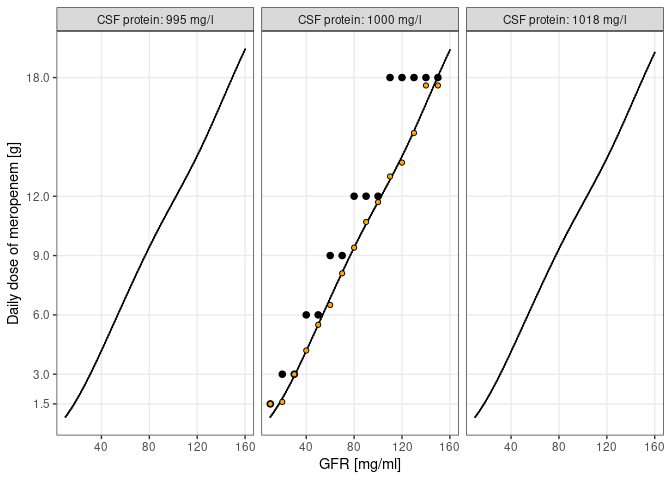 CSF protein: 995 mg/l
CSF protein: 1000 mg/l
CSF protein: 1018 mg/l
Daily dose of meropenem [g]
18.0
12.0
9.0
6.0
3.0
1.5
40 80 120 160
40 80 120 160
40 80 120 160
GFR [mg/ml]